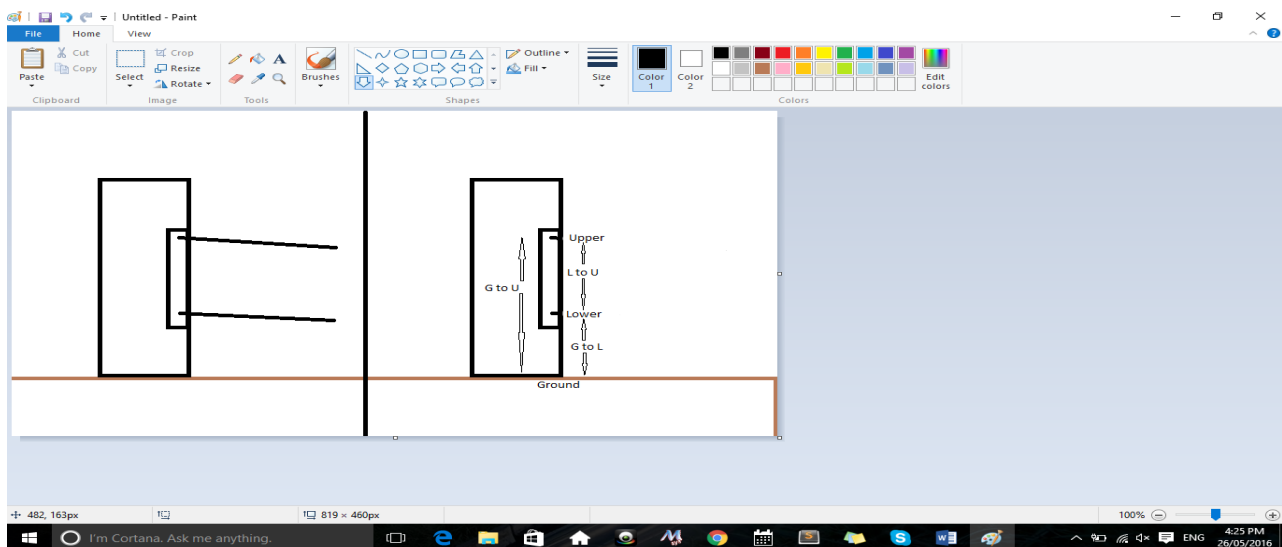 Untitled - Paint
File Home View
Paste
Cut
Copy
Clipboard
Select
Crop
Resize
Rotate
Image
A
Tools
Brushes
Shapes
Outline
Fill
Size
Color 1
Color 2
Edit colors
Colors
Upper
L to U
G to U
Lower
G to L
Ground
482, 163px
819 × 460px
100%
I'm Cortana. Ask me anything.
ENG
4:25 PM
26/05/2016